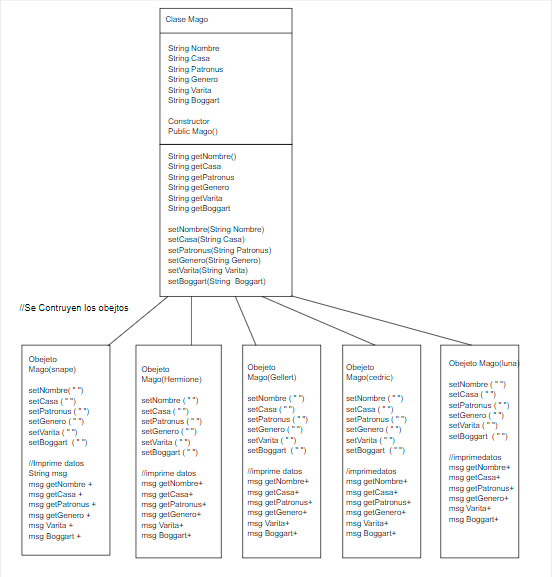 Clase Mago
String Nombre
String Casa
String Patronus
String Genero
String Varita
String Boggart
Constructor
Public Mago()
String getNombre()
String getCasa
String getPatronus
String getGenero
String getVarita
String getBoggart
setNombre(String Nombre)
setCasa(String Casa)
setPatronus(String Patronus)
setGenero(String Genero)
setVarita(String Varita)
setBoggart(String  Boggart)
//Se Contruyen los obejtos
Obejeto
Mago(snape)
setNombre( " ")
setCasa ( " ")
setPatronus ( " ")
setGenero ( " ")
setVarita ( " ")
setBoggart  ( " ")
//Imprime datos
String msg
msg getNombre +
msg getCasa +
msg getPatronus +
msg getGenero +
msg Varita +
msg Boggart +
Obejeto
Mago(Hermione)
setNombre ( " ")
setCasa ( " ")
setPatronus ( " ")
setGenero ( " ")
setVarita ( " ")
setBoggart  ( " ")
//imprime datos
msg getNombre+
msg getCasa+
msg getPatronus+
msg getGenero+
msg Varita+
msg Boggart+
Obejeto
Mago(Gellert)
setNombre ( " ")
setCasa ( " ")
setPatronus ( " ")
setGenero ( " ")
setVarita ( " ")
setBoggart  ( " ")
//imprime datos
msg getNombre+
msg getCasa+
msg getPatronus+
msg getGenero+
msg Varita+
msg Boggart+
Obejeto
Mago(cedric)
setNombre ( " ")
setCasa ( " ")
setPatronus ( " ")
setGenero ( " ")
setVarita ( " ")
setBoggart  ( " ")
//imprimedatos
msg getNombre+
msg getCasa+
msg getPatronus+
msg getGenero+
msg Varita+
msg Boggart+
Obejeto Mago(luna)
setNombre ( " ")
setCasa ( " ")
setPatronus ( " ")
setGenero ( " ")
setVarita ( " ")
setBoggart  ( " ")
//imprimedatos
msg getNombre+
msg getCasa+
msg getPatronus+
msg getGenero+
msg Varita+
msg Boggart+